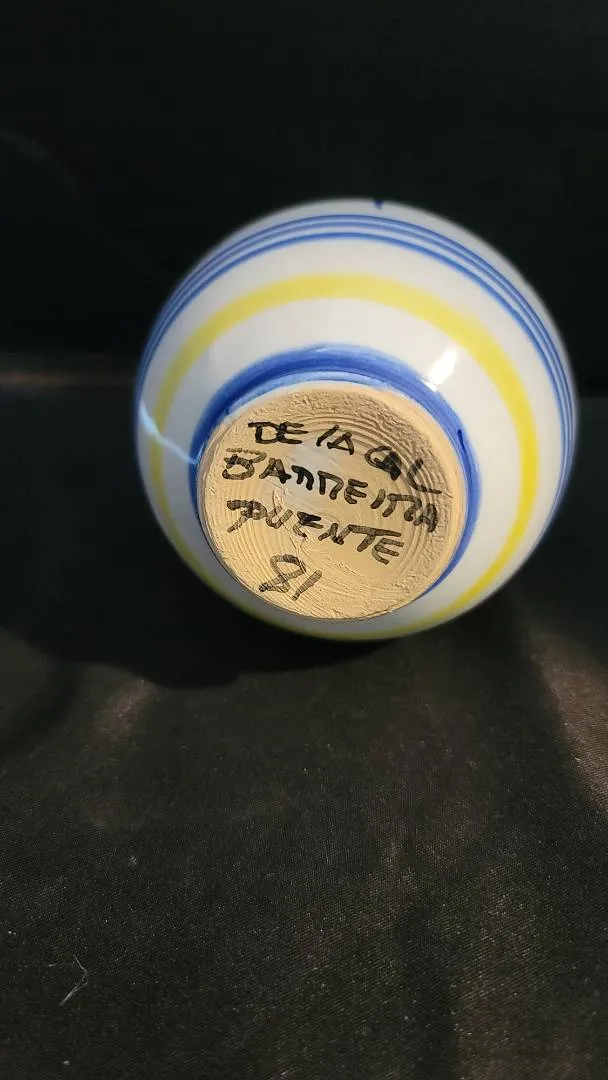 DE LA CAL
BARREIRA
PUENTE
81